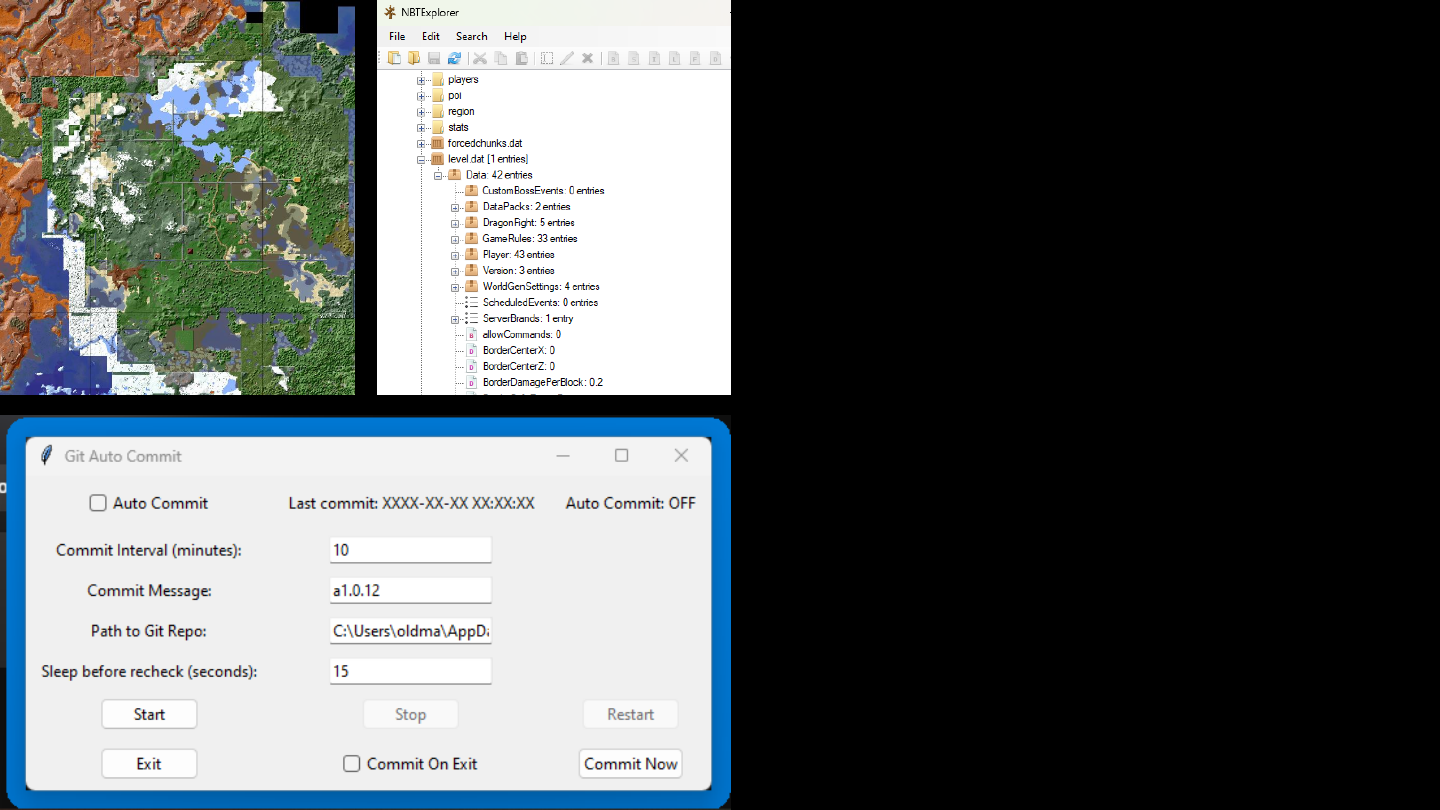 NBTExplorer
File Edit Search Help
players
poi
region
stats
forcedchunks.dat
level.dat [1 entries]
Data: 42 entries
CustomBossEvents: 0 entries
DataPacks: 2 entries
DragonFight: 5 entries
GameRules: 33 entries
Player: 43 entries
Version: 3 entries
WorldGenSettings: 4 entries
ScheduledEvents: 0 entries
ServerBrands: 1 entry
allowCommands: 0
BorderCenterX: 0
BorderCenterZ: 0
BorderDamagePerBlock: 0.2
Git Auto Commit
Auto Commit Last commit: XXXX-XX-XX XX:XX:XX Auto Commit: OFF
Commit Interval (minutes): 10
Commit Message: a1.0.12
Path to Git Repo: C:\Users\oldma\AppDa
Sleep before recheck (seconds): 15
Start Stop Restart
Exit Commit On Exit Commit Now